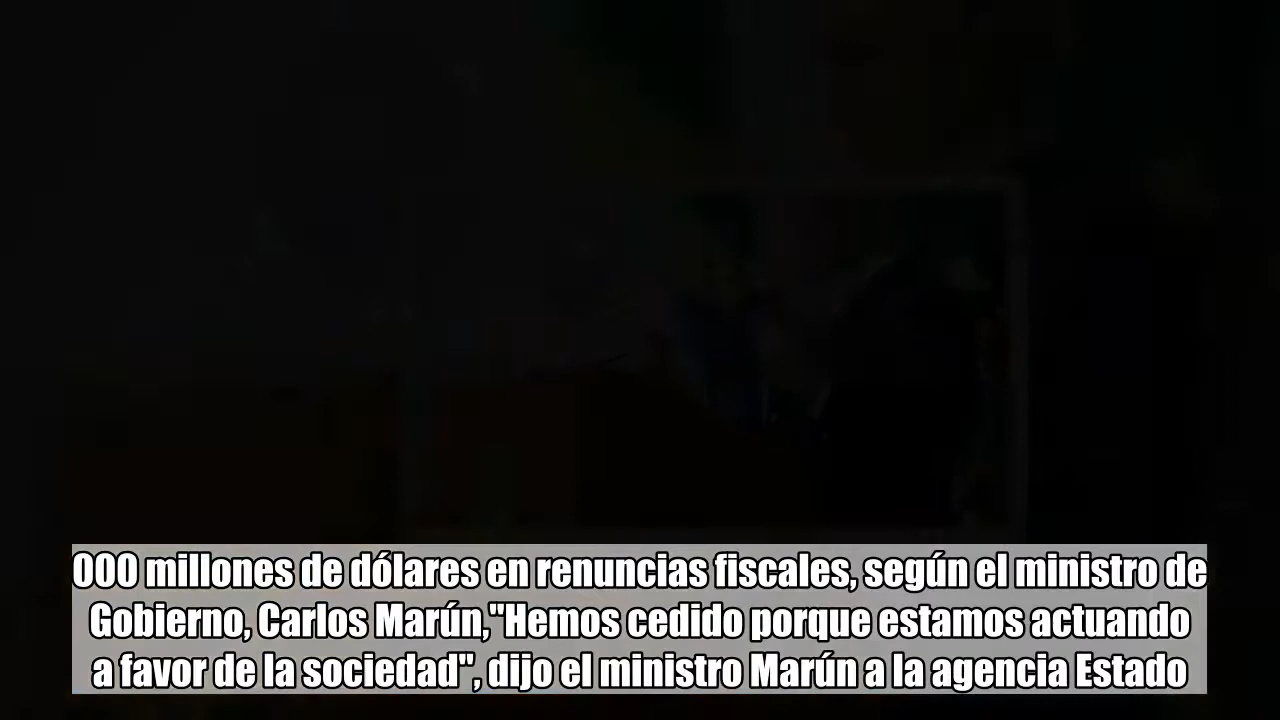 000 millones de dólares en renuncias fiscales, según el ministro de
Gobierno, Carlos Marún,"Hemos cedido porque estamos actuando
a favor de la sociedad", dijo el ministro Marún a la agencia Estado